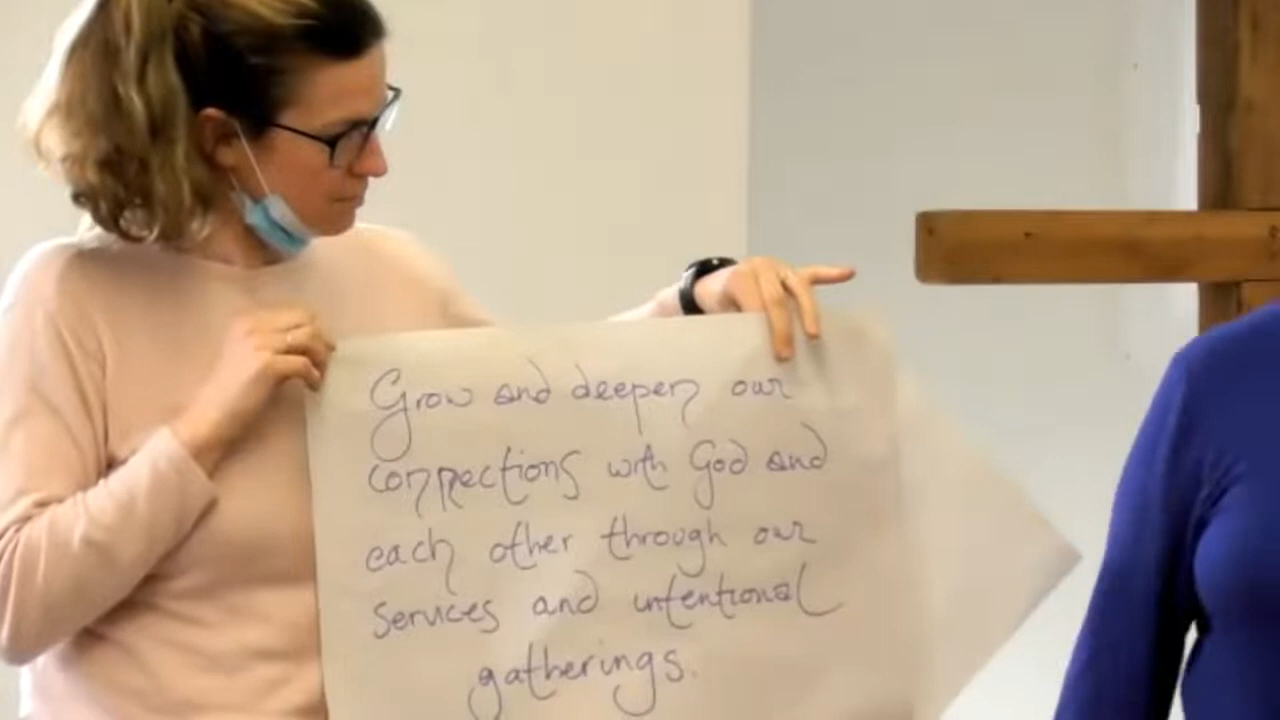 Grow and deepen our
connections with God and
each other through our
services and intentional
gatherings.